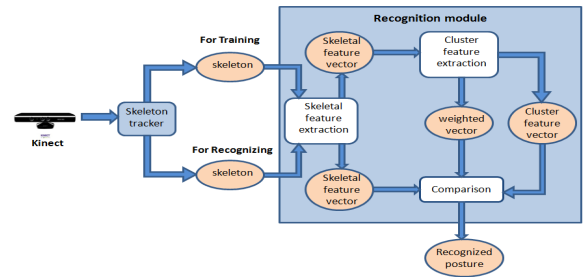 Recognition module
For Training
skeleton
Skeletal
feature
vector
Cluster
feature
extraction
Kinect
Skeleton
tracker
Skeletal
feature
extraction
weighted
vector
Cluster
feature
vector
For Recognizing
skeleton
Skeletal
feature
vector
Comparison
Recognized
posture